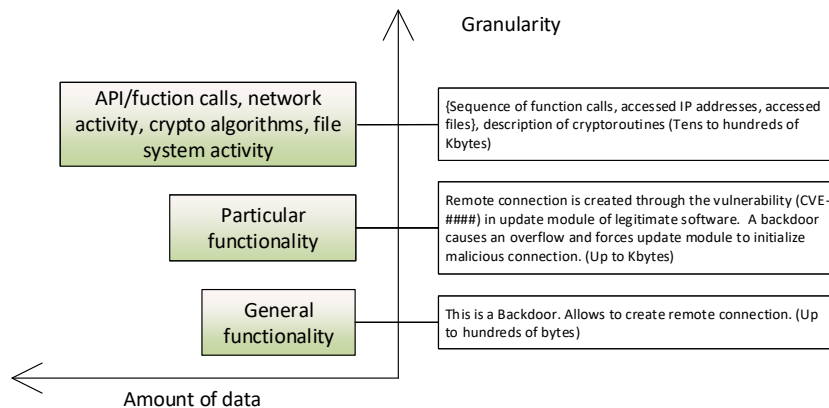 Granularity
API/fuction calls, network
activity, crypto algorithms, file
system activity
{Sequence of function calls, accessed IP addresses, accessed
files}, description of cryptoroutines (Tens to hundreds of
Kbytes)
Particular
functionality
Remote connection is created through the vulnerability (CVE-
####) in update module of legitimate software.  A backdoor
causes an overflow and forces update module to initialize
malicious connection. (Up to Kbytes)
General
functionality
This is a Backdoor. Allows to create remote connection. (Up
to hundreds of bytes)
Amount of data